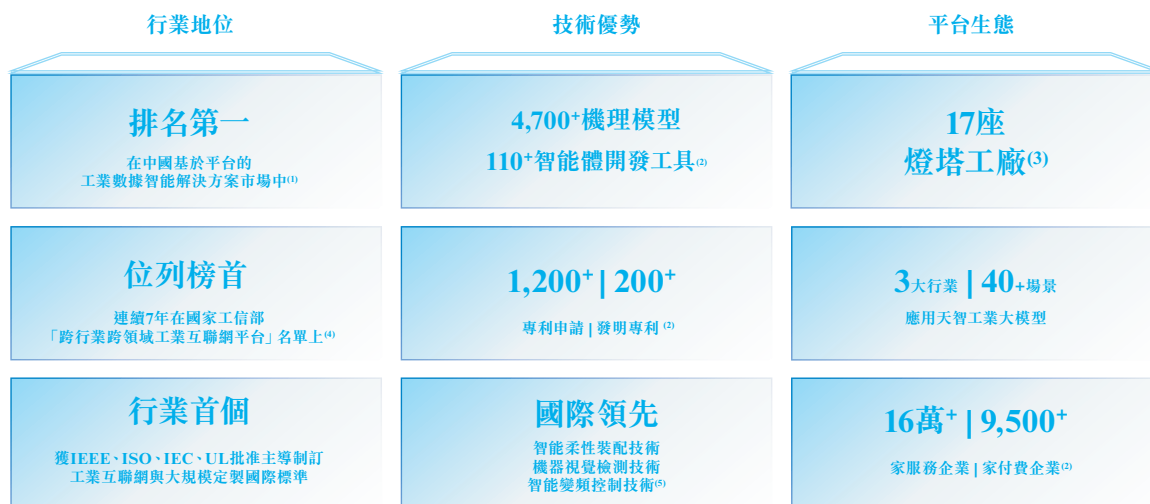 行業地位
排名第一
在中國基於平台的
工業數據智能解決方案市場中(1)
位列榜首
連續7年在國家工信部
「跨行業跨領域工業互聯網平台」名單上(4)
行業首個
獲IEEE、ISO、IEC、UL批准主導制訂
工業互聯網與大規模定製國際標準
技術優勢
4,700+機理模型
110+智能體開發工具(2)
1,200+ | 200+
專利申請 | 發明專利(2)
國際領先
智能柔性裝配技術
機器視覺檢測技術
智能變頻控制技術(5)
平台生態
17座
燈塔工廠(3)
3大行業 | 40+場景
應用天智工業大模型
16萬+ | 9,500+
家服務企業 | 家付費企業(2)